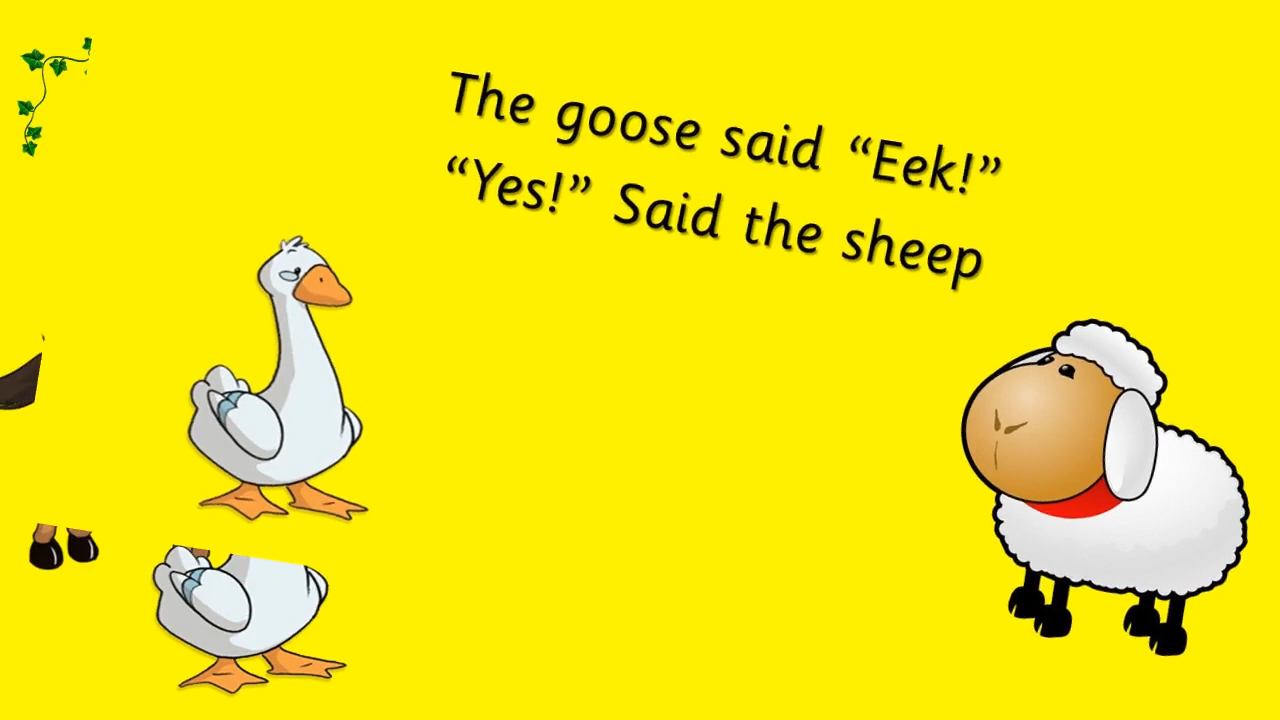 The goose said “Eek!”
“Yes!” Said the sheep